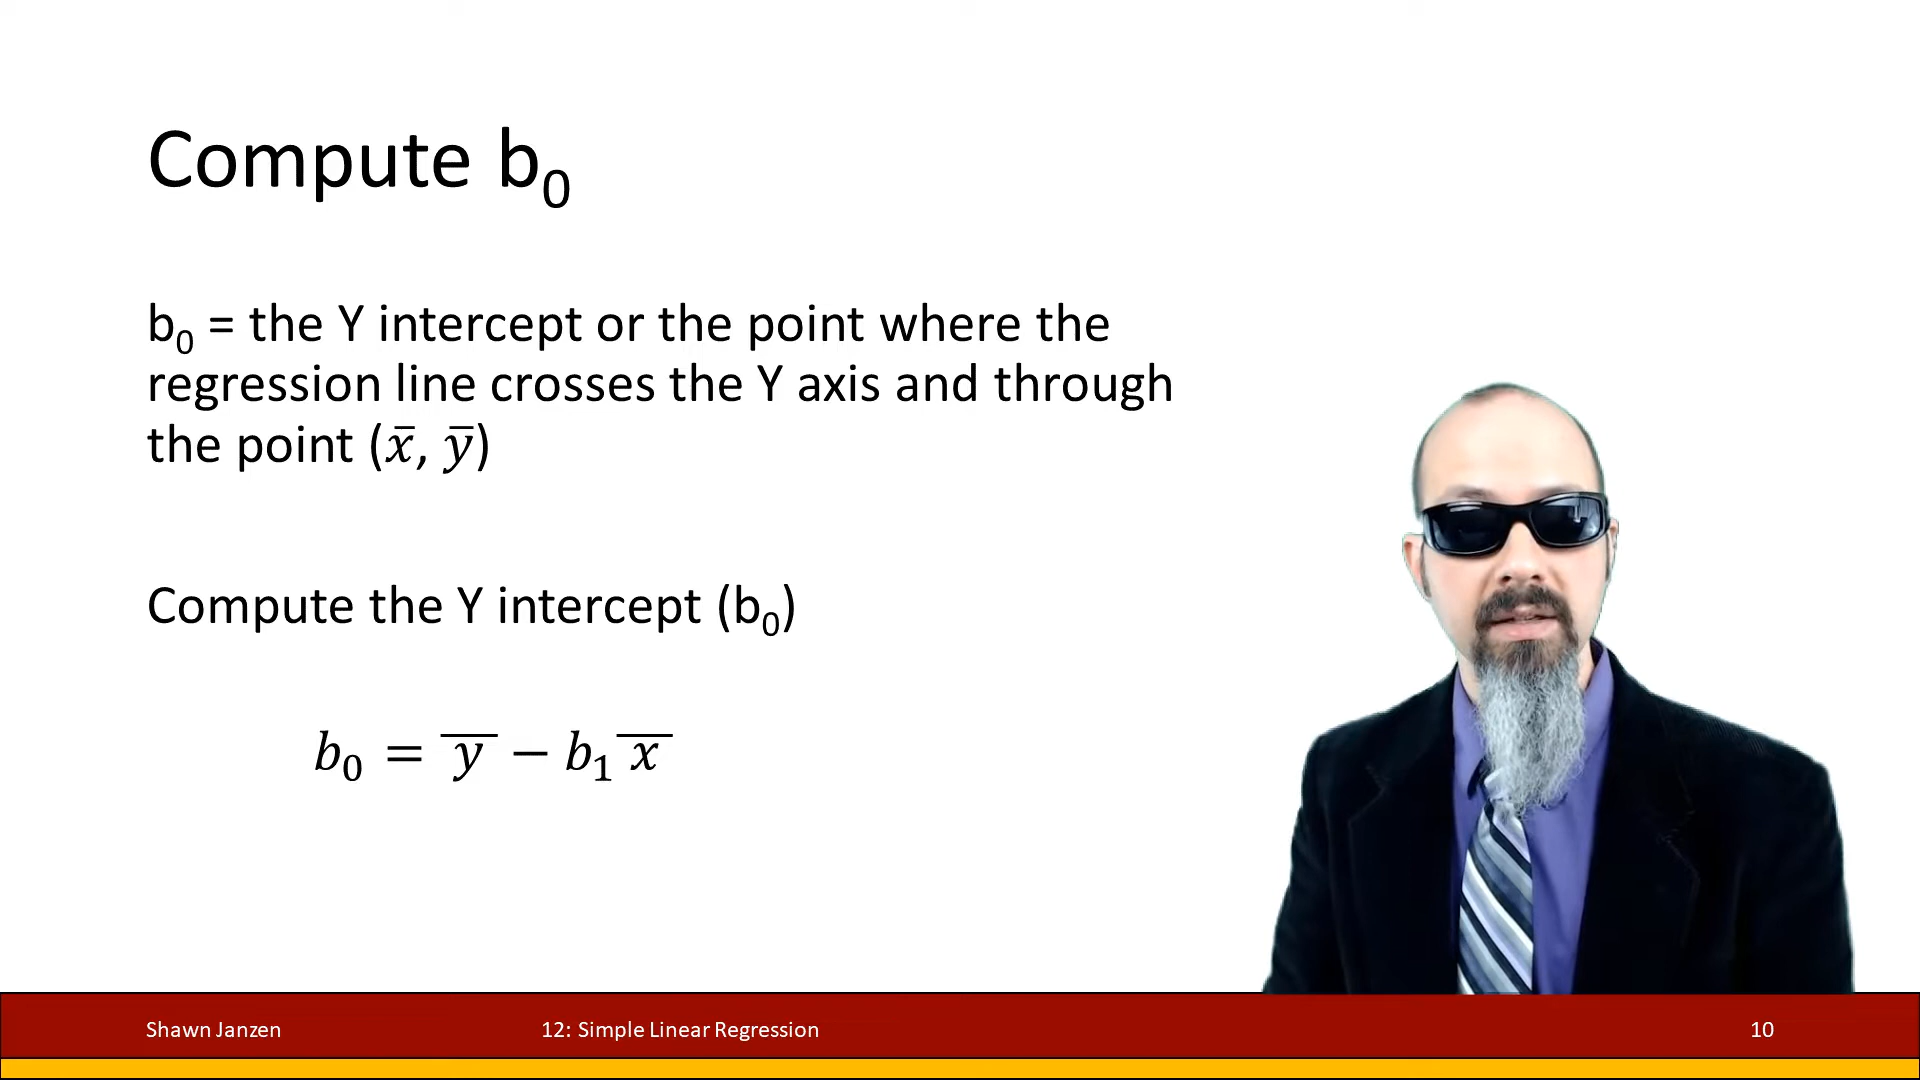 Compute b₀
b₀ = the Y intercept or the point where the
regression line crosses the Y axis and through
the point (x̄, ȳ)
Compute the Y intercept (b₀)
b₀ = ȳ − b₁x̄
Shawn Janzen
12: Simple Linear Regression
10